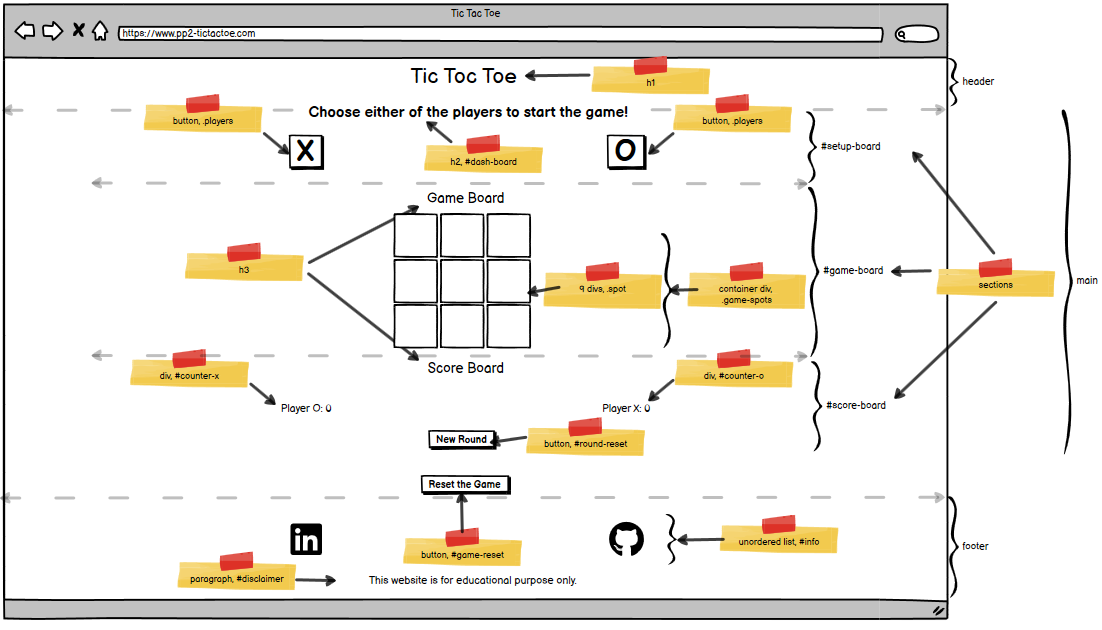 Tic Tac Toe
https://www.pp2-tictactoe.com
Tic Toc Toe
h1
header
button, .players
Choose either of the players to start the game!
button, .players
X
h2, #dash-board
O
#setup-board
Game Board
h3
9 divs, .spot
container div,
.game-spots
#game-board
sections
main
Score Board
div, #counter-x
div, #counter-o
Player O: 0
Player X: 0
#score-board
New Round
button, #round-reset
Reset the Game
in
button, #game-reset
unordered list, #info
footer
paragraph, #disclaimer
This website is for educational purpose only.